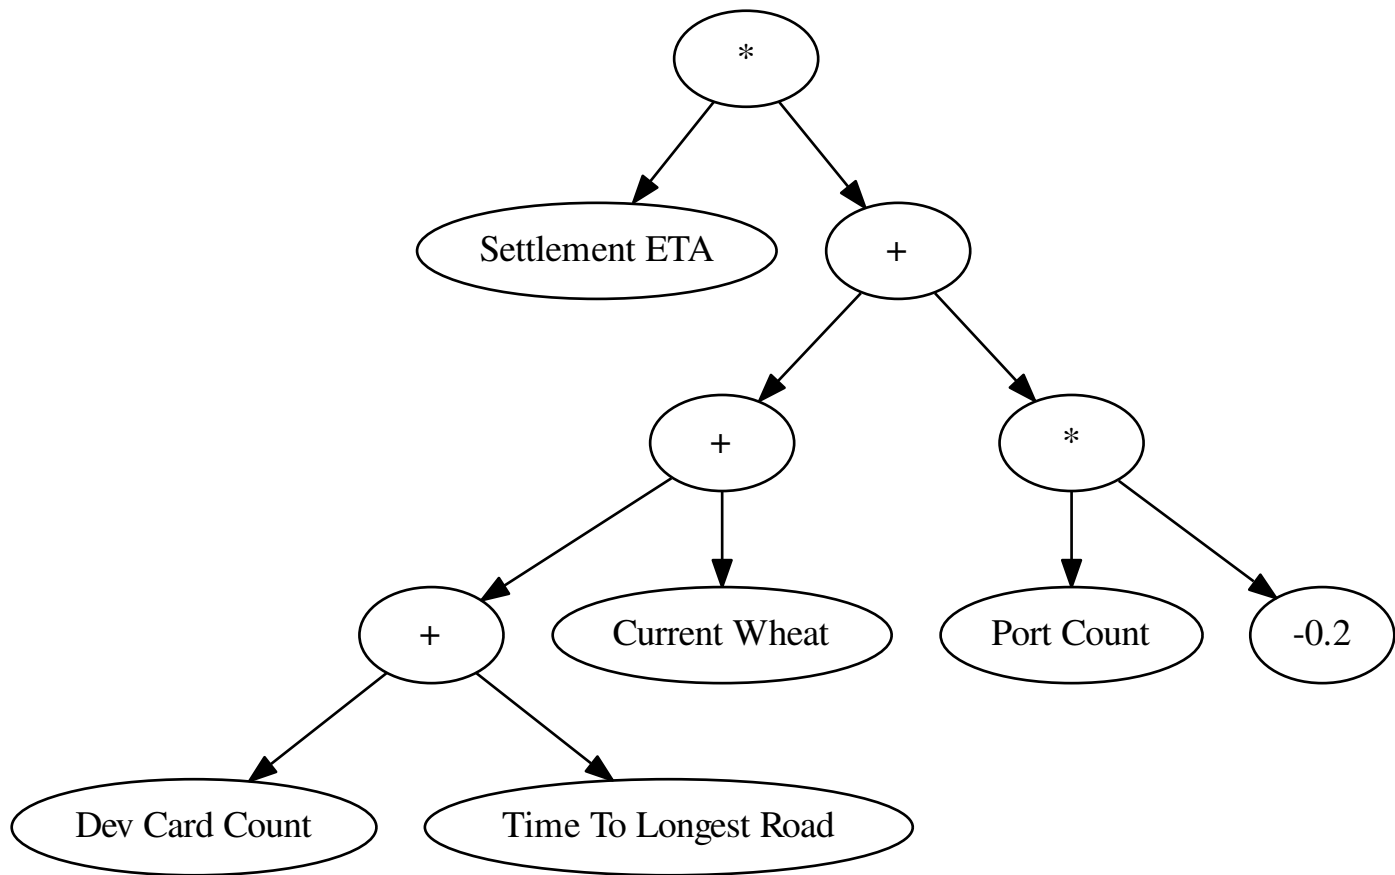 *
Settlement ETA
+
+
*
+
Current Wheat
Port Count
-0.2
Dev Card Count
Time To Longest Road